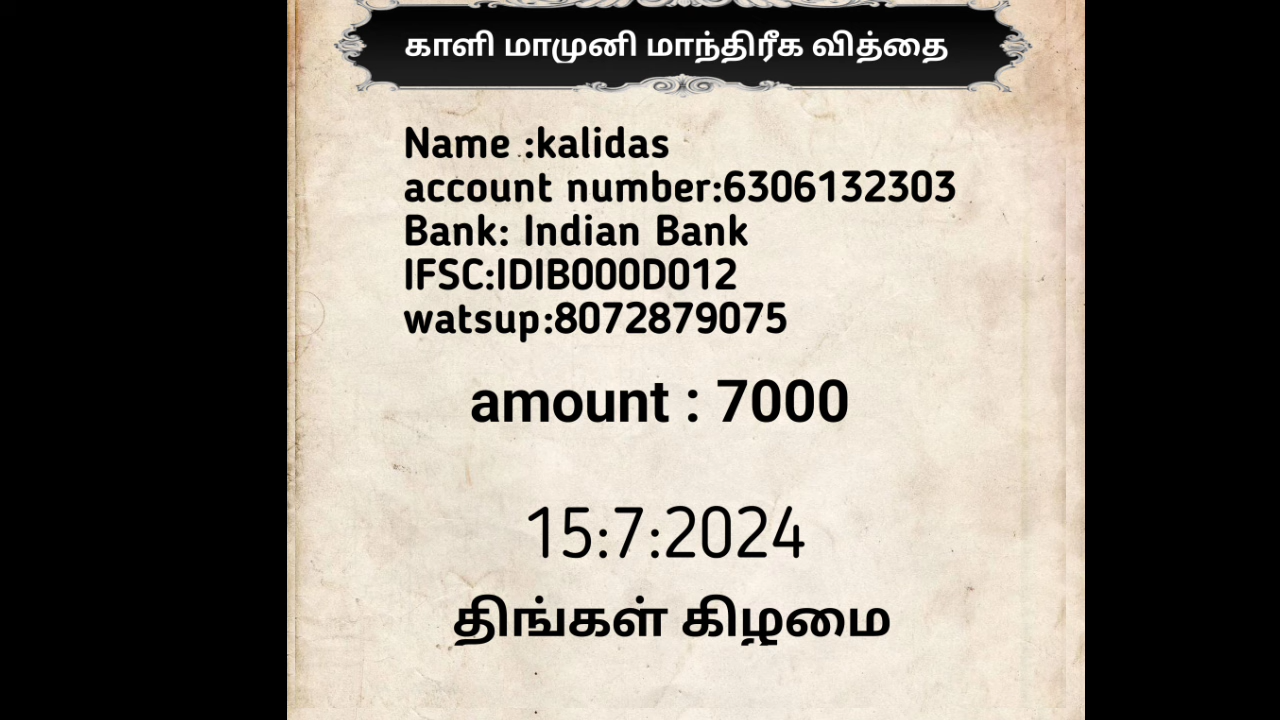 காளி மாமுனி மாந்திரீக வித்தை
Name :kalidas
account number:6306132303
Bank: Indian Bank
IFSC:IDIB000D012
watsup:8072879075
amount : 7000
15:7:2024
திங்கள் கிழமை